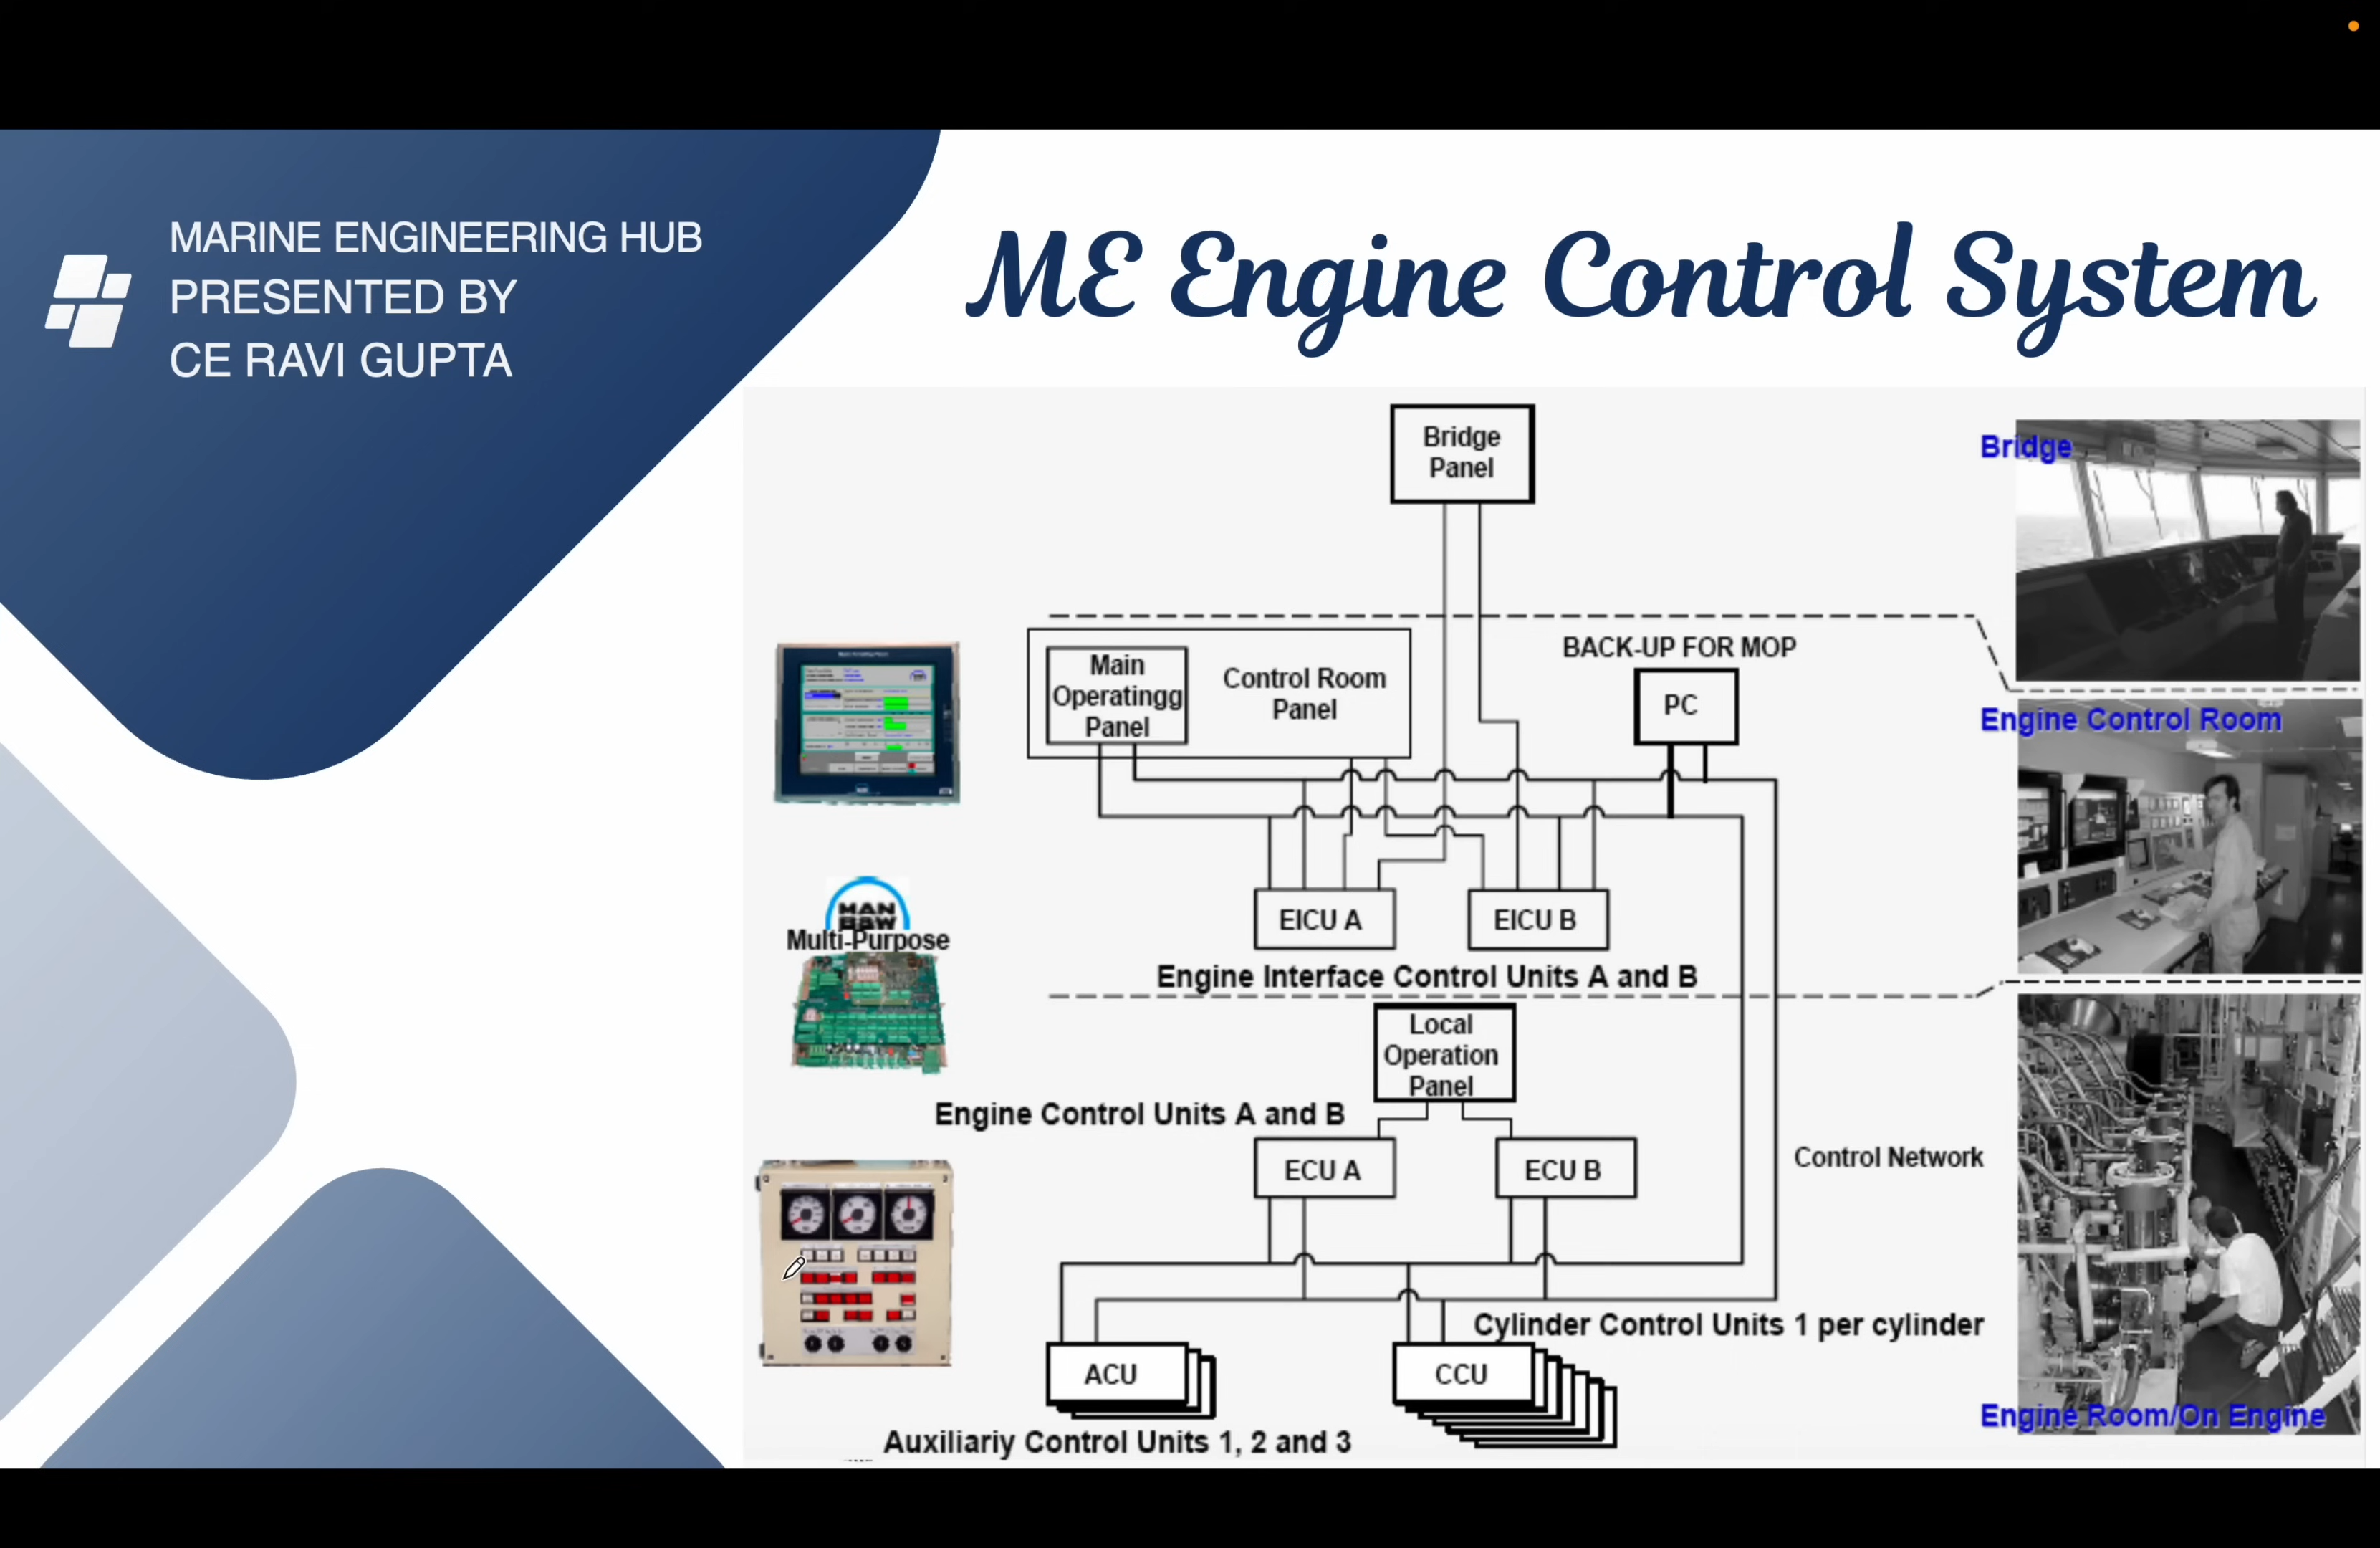 MARINE ENGINEERING HUB
PRESENTED BY
CE RAVI GUPTA
ME Engine Control System
Bridge
Panel
Bridge
Main
Operatingg
Panel
Control Room
Panel
BACK-UP FOR MOP
PC
Engine Control Room
MAN
B&W
Multi-Purpose
EICU A
EICU B
Engine Interface Control Units A and B
Local
Operation
Panel
Engine Control Units A and B
ECU A
ECU B
Control Network
Cylinder Control Units 1 per cylinder
ACU
CCU
Engine Room/On Engine
Auxiliariy Control Units 1, 2 and 3